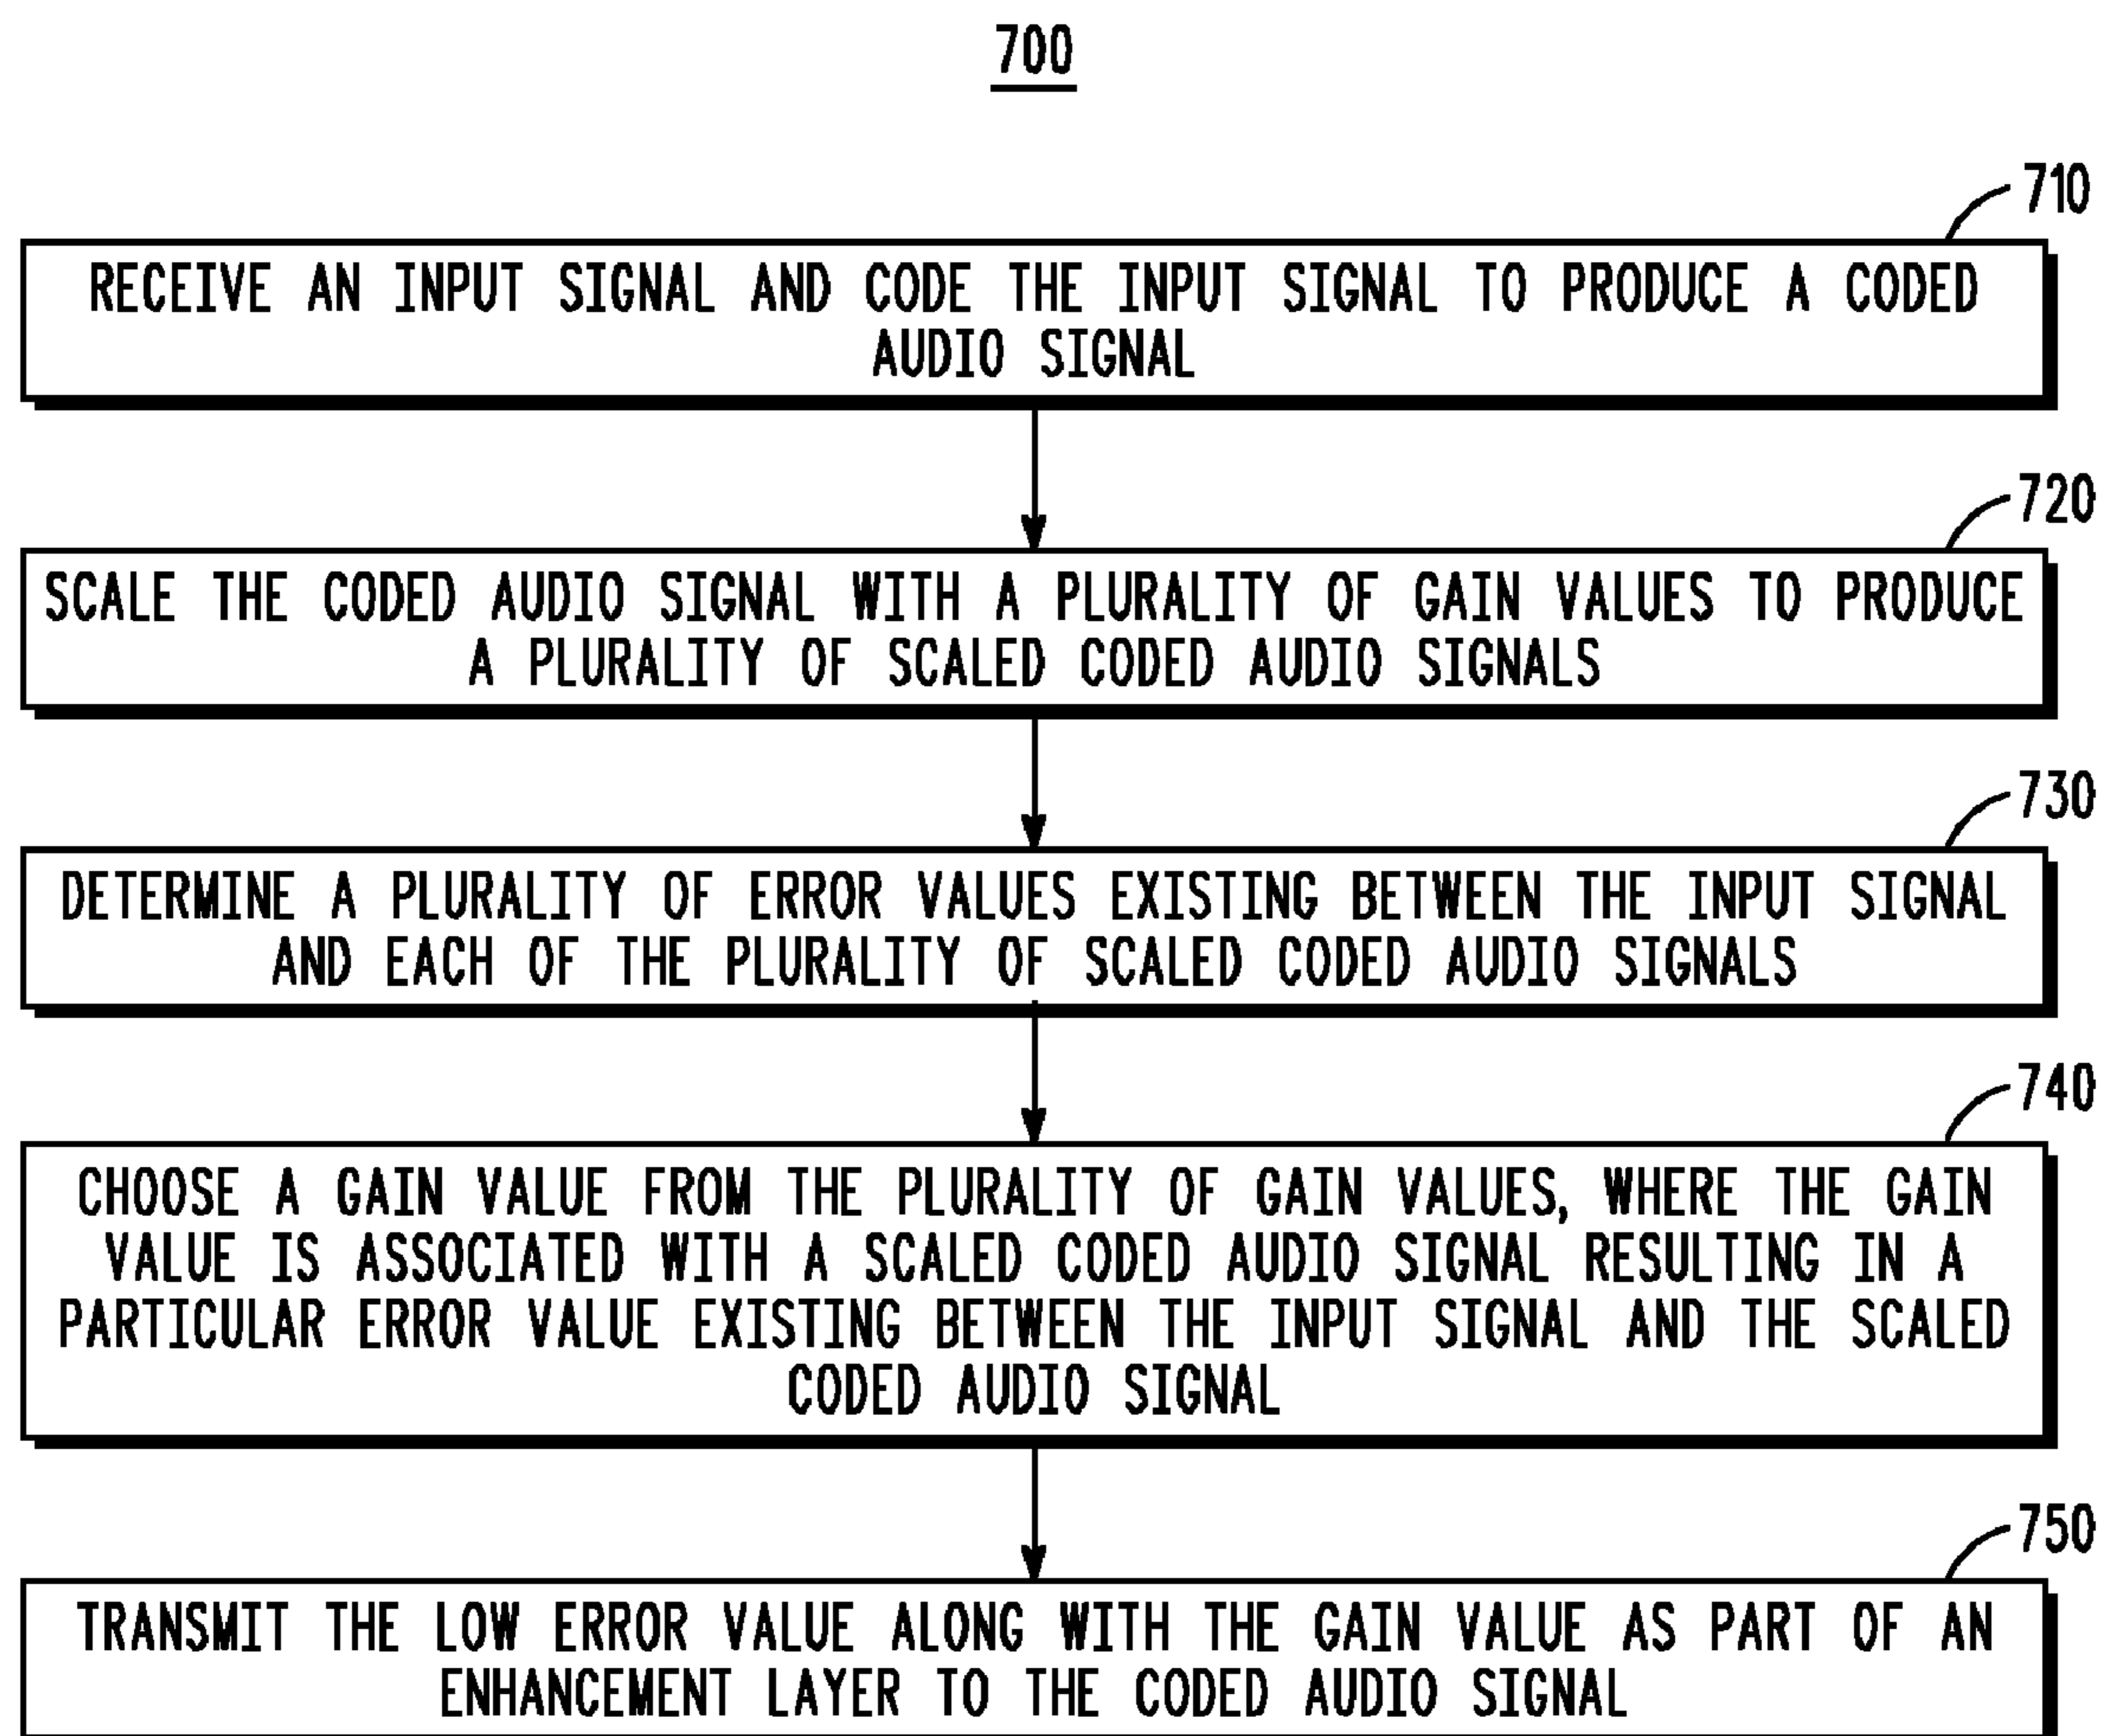 700
710
RECEIVE AN INPUT SIGNAL AND CODE THE INPUT SIGNAL TO PRODUCE A CODED
AUDIO SIGNAL
720
SCALE THE CODED AUDIO SIGNAL WITH A PLURALITY OF GAIN VALUES TO PRODUCE
A PLURALITY OF SCALED CODED AUDIO SIGNALS
730
DETERMINE A PLURALITY OF ERROR VALUES EXISTING BETWEEN THE INPUT SIGNAL
AND EACH OF THE PLURALITY OF SCALED CODED AUDIO SIGNALS
740
CHOOSE A GAIN VALUE FROM THE PLURALITY OF GAIN VALUES, WHERE THE GAIN
VALUE IS ASSOCIATED WITH A SCALED CODED AUDIO SIGNAL RESULTING IN A
PARTICULAR ERROR VALUE EXISTING BETWEEN THE INPUT SIGNAL AND THE SCALED
CODED AUDIO SIGNAL
750
TRANSMIT THE LOW ERROR VALUE ALONG WITH THE GAIN VALUE AS PART OF AN
ENHANCEMENT LAYER TO THE CODED AUDIO SIGNAL